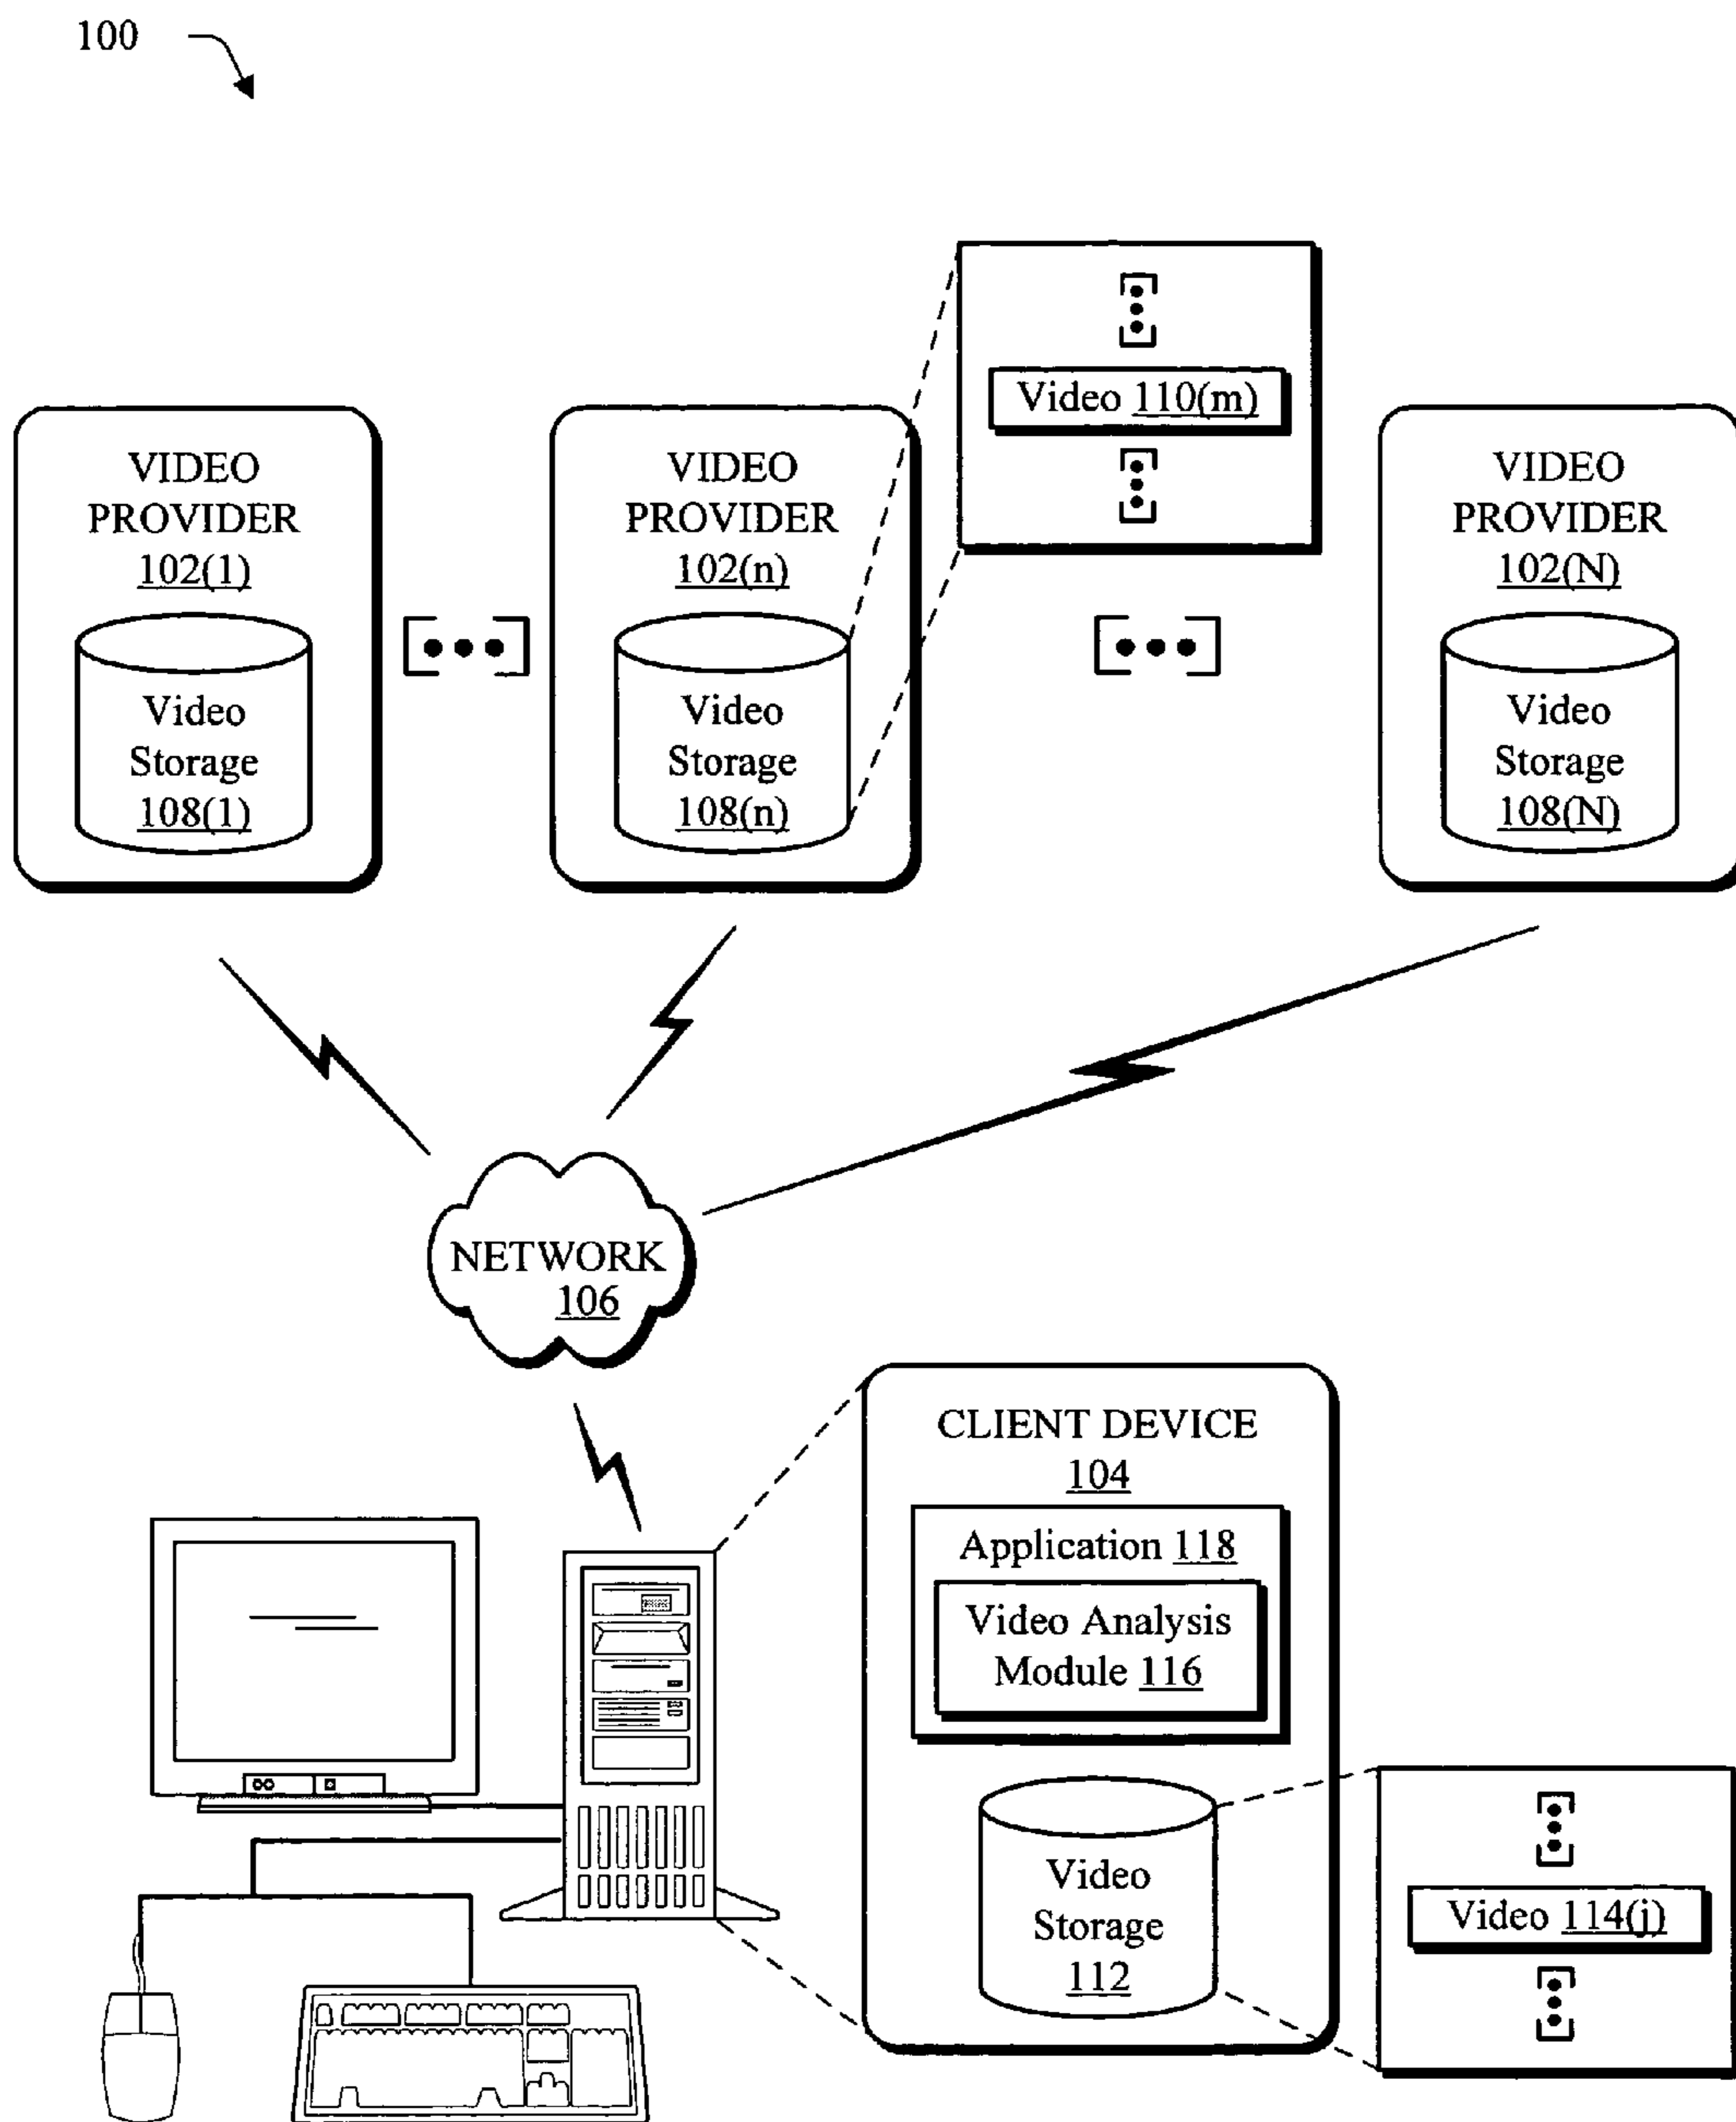 100
Video 110(m)
VIDEO
PROVIDER
102(1)
Video
Storage
108(1)
VIDEO
PROVIDER
102(n)
Video
Storage
108(n)
VIDEO
PROVIDER
102(N)
Video
Storage
108(N)
NETWORK
106
CLIENT DEVICE
104
Application 118
Video Analysis
Module 116
Video
Storage
112
Video 114(j)